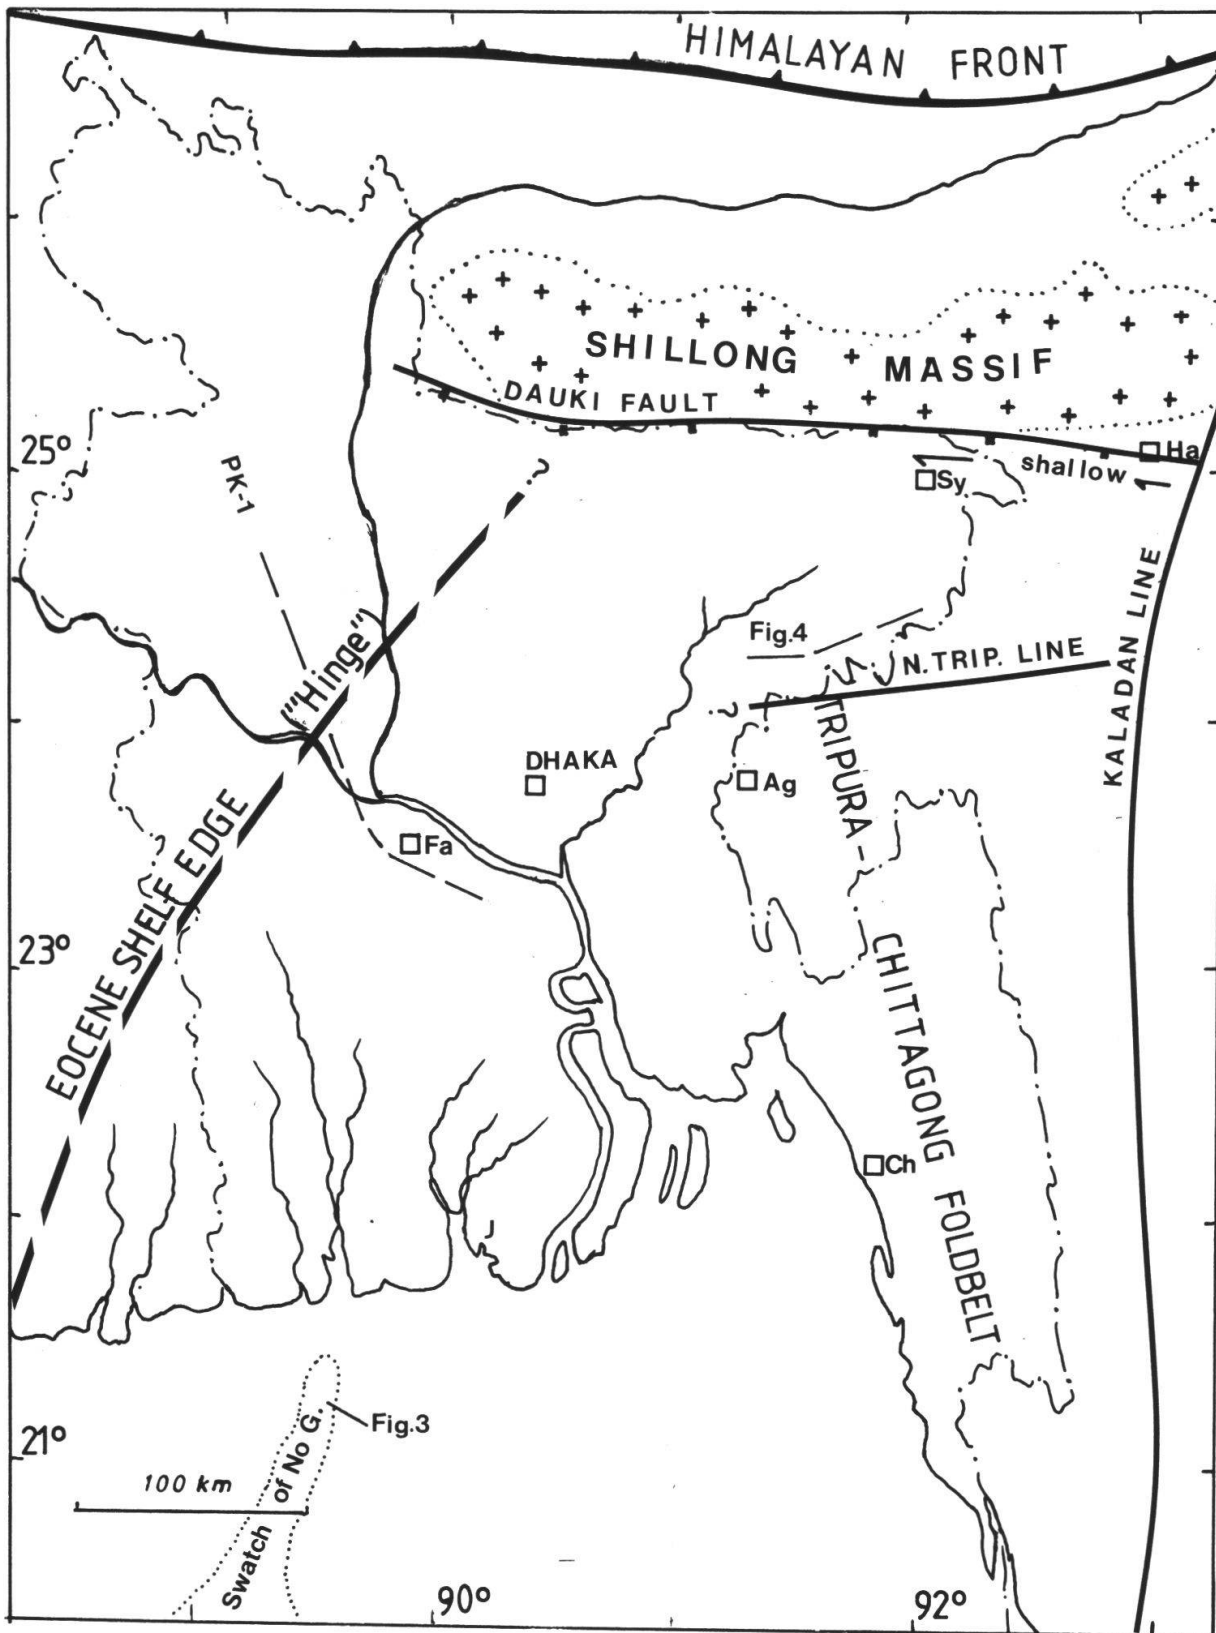 HIMALAYAN FRONT
SHILLONG MASSIF
DAUKI FAULT
25°
PK-1
?
shallow
Ha
Sy
KALADAN LINE
Fig.4
N. TRIP. LINE
("Hinge")
?
DHAKA
Ag
TRIPURA-
Fa
EOCENE SHELF EDGE
23°
CHITTAGONG FOLDBELT
Ch
21°
Fig.3
100 km
Swatch of No G.
90°
92°